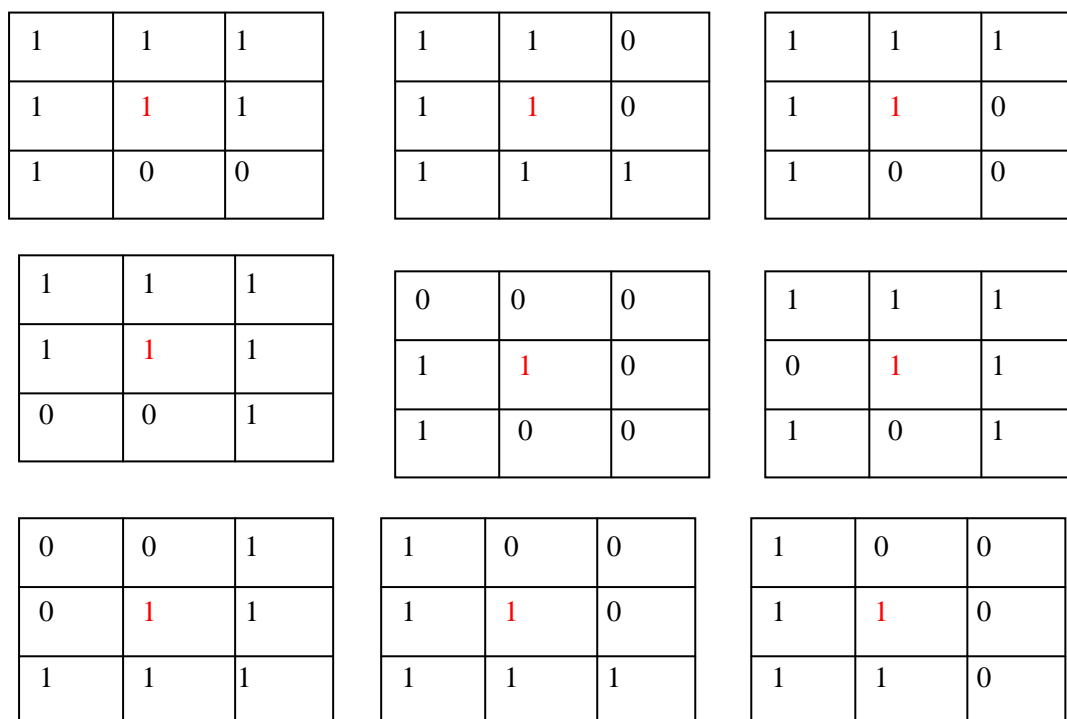 1 1 1 1 1 0 1 1 1
1 1 1 1 1 0 1 1 0
1 0 0 1 1 1 1 0 0
1 1 1 0 0 0 1 1 1
1 1 1 1 1 0 0 1 1
0 0 1 1 0 0 1 0 1
0 0 1 1 0 0 1 0 0
0 1 1 1 1 0 1 1 0
1 1 1 1 1 1 1 1 0